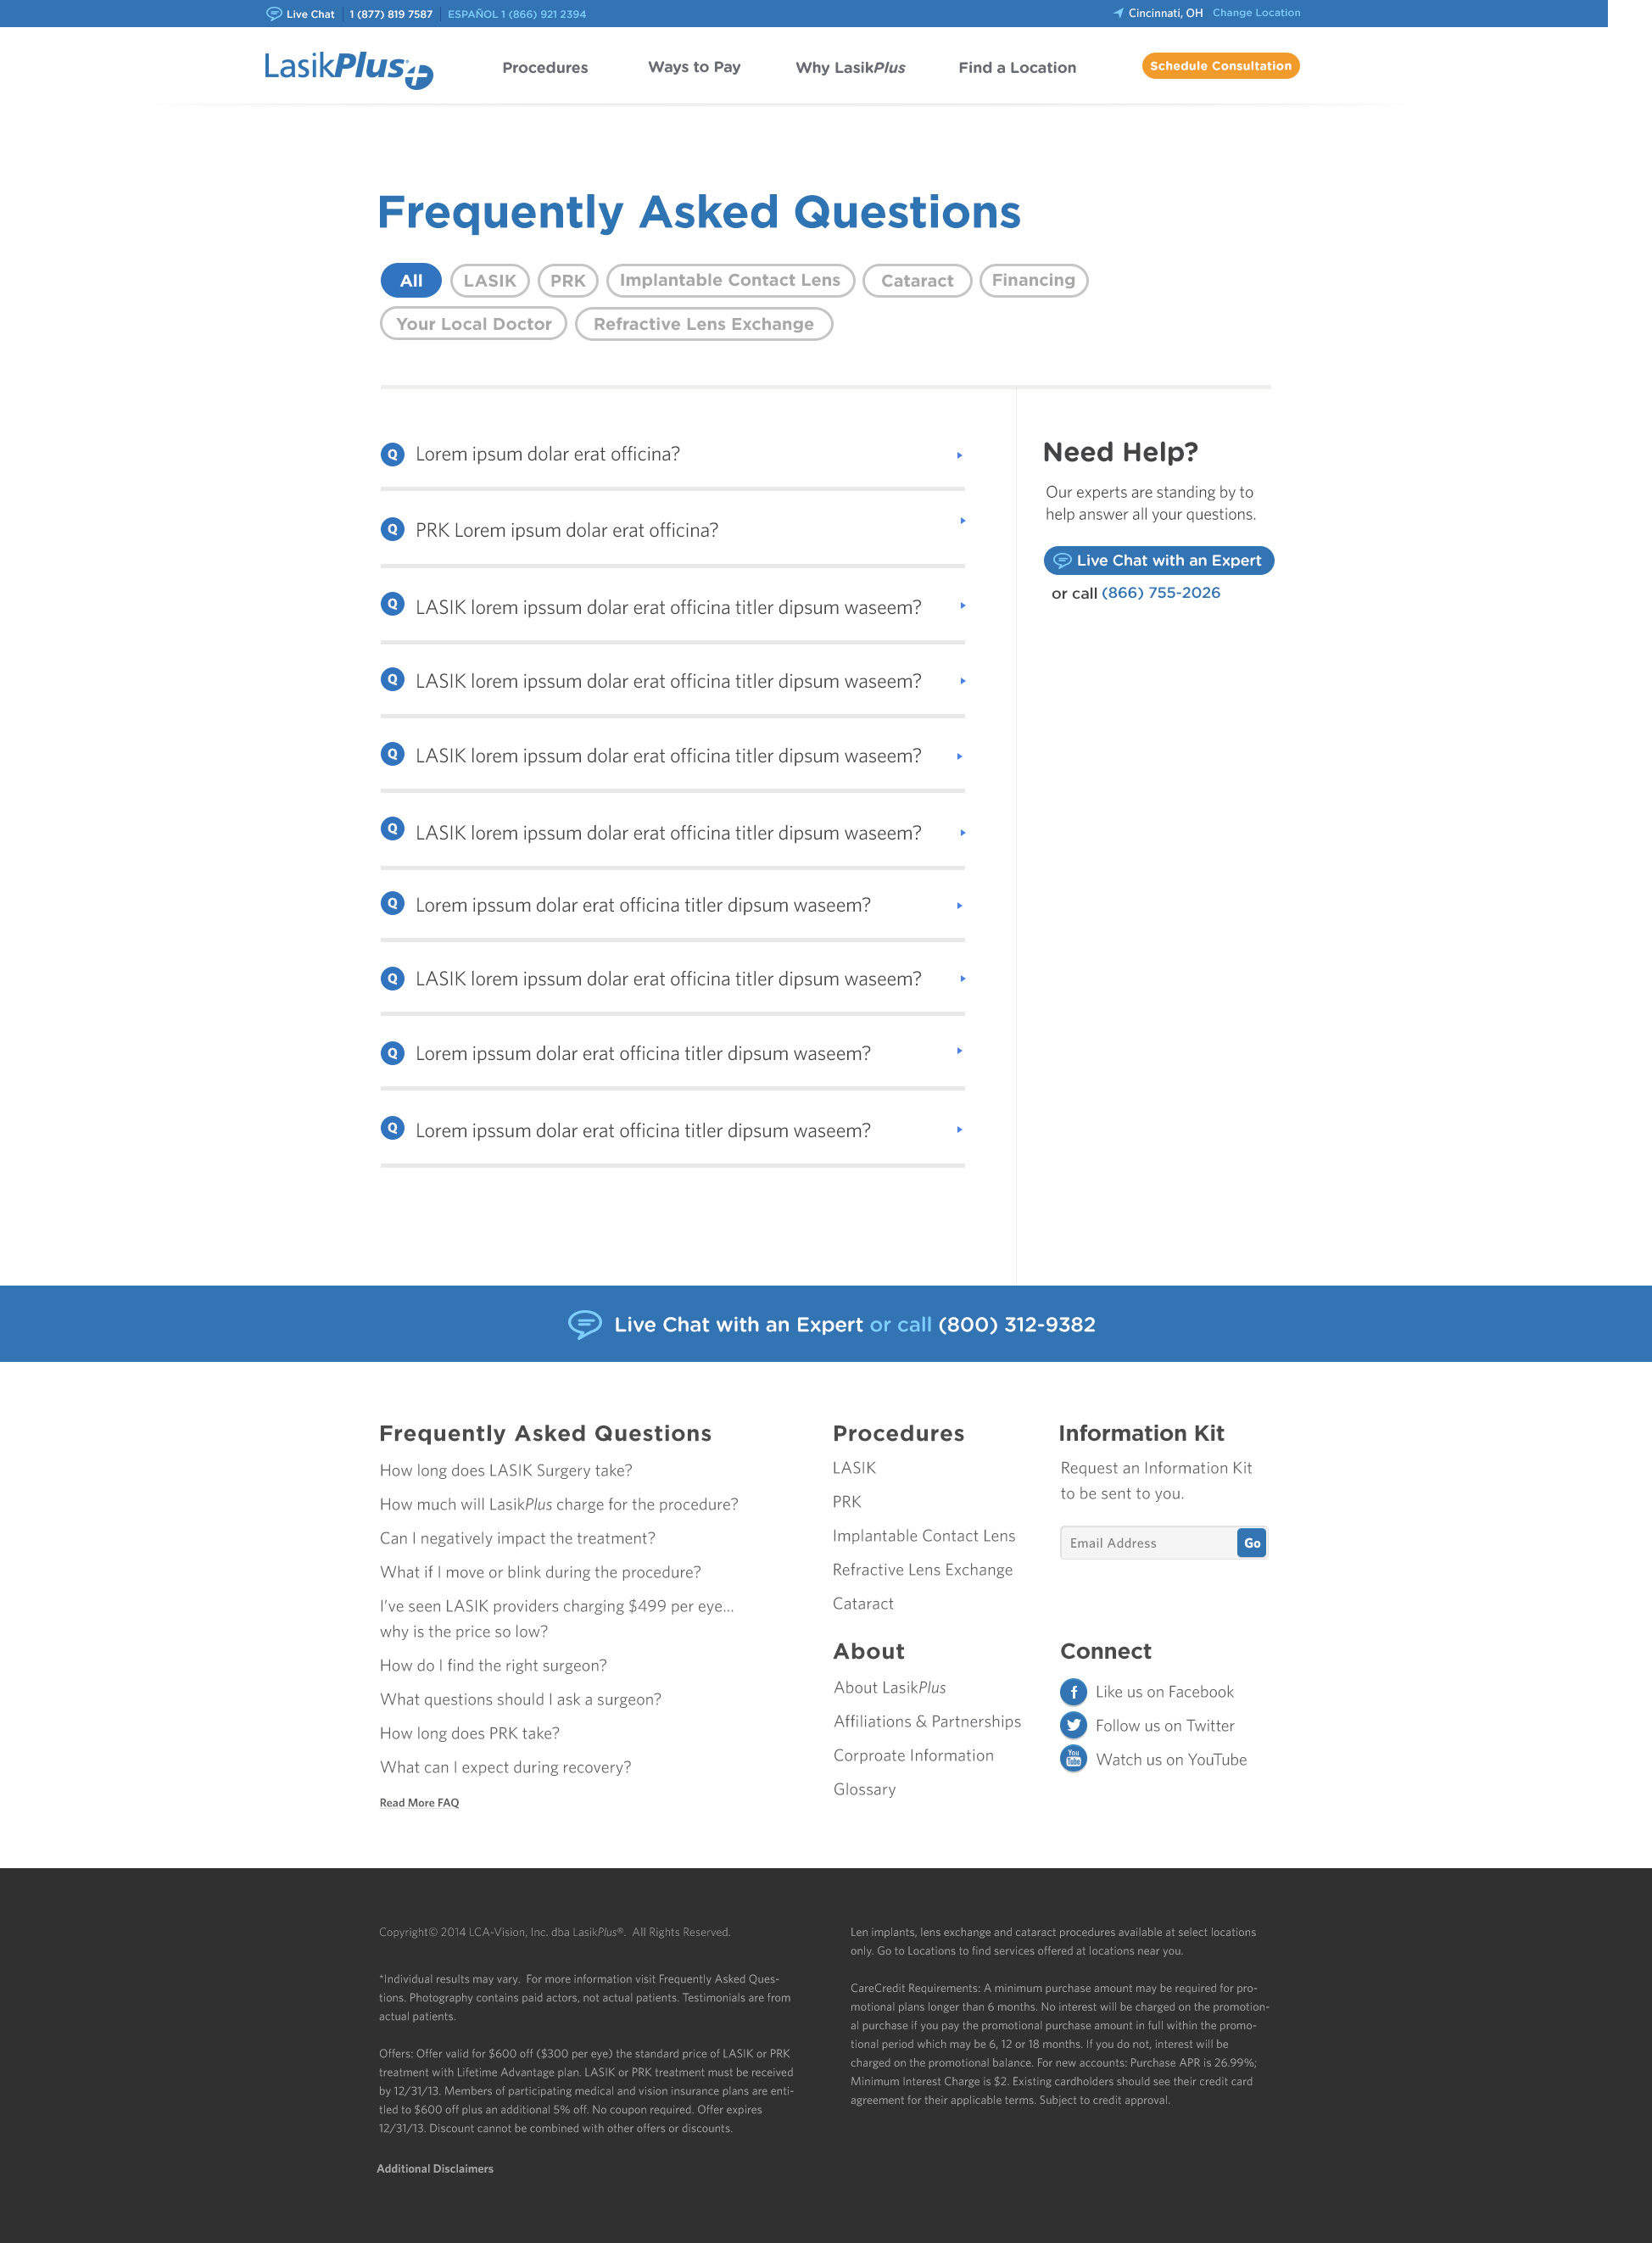 Live Chat 1 (877) 819 7587 ESPAÑOL 1 (866) 921 2394 Cincinnati, OH Change Location
LasikPlus Procedures Ways to Pay Why LasikPlus Find a Location Schedule Consultation
Frequently Asked Questions
All LASIK PRK Implantable Contact Lens Cataract Financing
Your Local Doctor Refractive Lens Exchange
Q Lorem ipsum dolar erat officina?
Q PRK Lorem ipsum dolar erat officina?
Q LASIK lorem ipssum dolar erat officina titler dipsum waseem?
Q LASIK lorem ipssum dolar erat officina titler dipsum waseem?
Q LASIK lorem ipssum dolar erat officina titler dipsum waseem?
Q LASIK lorem ipssum dolar erat officina titler dipsum waseem?
Q Lorem ipssum dolar erat officina titler dipsum waseem?
Q LASIK lorem ipssum dolar erat officina titler dipsum waseem?
Q Lorem ipssum dolar erat officina titler dipsum waseem?
Q Lorem ipssum dolar erat officina titler dipsum waseem?
Need Help?
Our experts are standing by to
help answer all your questions.
Live Chat with an Expert
or call (866) 755-2026
Live Chat with an Expert or call (800) 312-9382
Frequently Asked Questions
How long does LASIK Surgery take?
How much will LasikPlus charge for the procedure?
Can I negatively impact the treatment?
What if I move or blink during the procedure?
I've seen LASIK providers charging $499 per eye...
why is the price so low?
How do I find the right surgeon?
What questions should I ask a surgeon?
How long does PRK take?
What can I expect during recovery?
Read More FAQ
Procedures
LASIK
PRK
Implantable Contact Lens
Refractive Lens Exchange
Cataract
About
About LasikPlus
Affiliations & Partnerships
Corproate Information
Glossary
Information Kit
Request an Information Kit
to be sent to you.
Email Address Go
Connect
f Like us on Facebook
Follow us on Twitter
You Tube Watch us on YouTube
Copyright© 2014 LCA-Vision, Inc. dba LasikPlus®. All Rights Reserved.
*Individual results may vary. For more information visit Frequently Asked Ques-
tions. Photography contains paid actors, not actual patients. Testimonials are from
actual patients.
Offers: Offer valid for $600 off ($300 per eye) the standard price of LASIK or PRK
treatment with Lifetime Advantage plan. LASIK or PRK treatment must be received
by 12/31/13. Members of participating medical and vision insurance plans are enti-
tled to $600 off plus an additional 5% off. No coupon required. Offer expires
12/31/13. Discount cannot be combined with other offers or discounts.
Additional Disclaimers
Len implants, lens exchange and cataract procedures available at select locations
only. Go to Locations to find services offered at locations near you.
CareCredit Requirements: A minimum purchase amount may be required for pro-
motional plans longer than 6 months. No interest will be charged on the promotion-
al purchase if you pay the promotional purchase amount in full within the promo-
tional period which may be 6, 12 or 18 months. If you do not, interest will be
charged on the promotional balance. For new accounts: Purchase APR is 26.99%;
Minimum Interest Charge is $2. Existing cardholders should see their credit card
agreement for their applicable terms. Subject to credit approval.